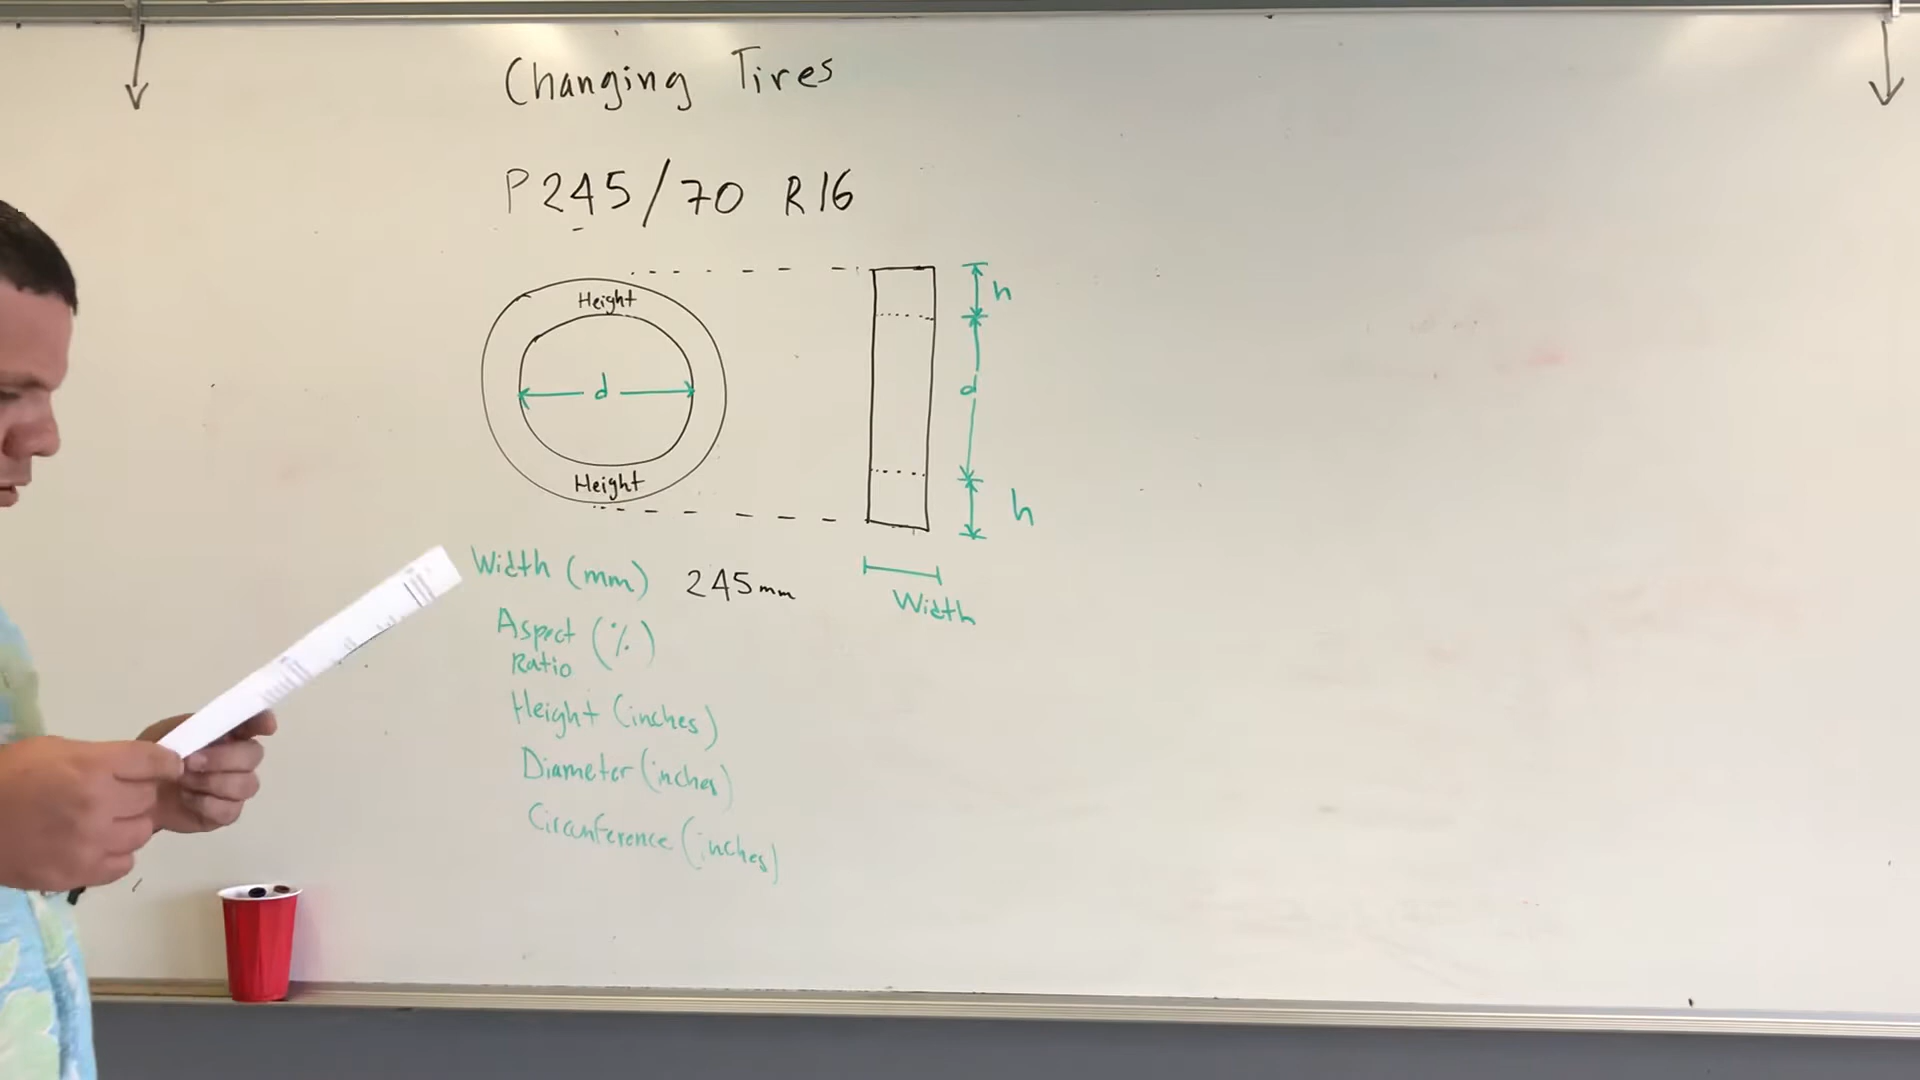 Changing Tires
P245/70 R16
Height
h
d
d
Height
h
Width (mm) 245mm
Width
Aspect (%)
Ratio
Height (inches)
Diameter (inches)
Circumference (inches)